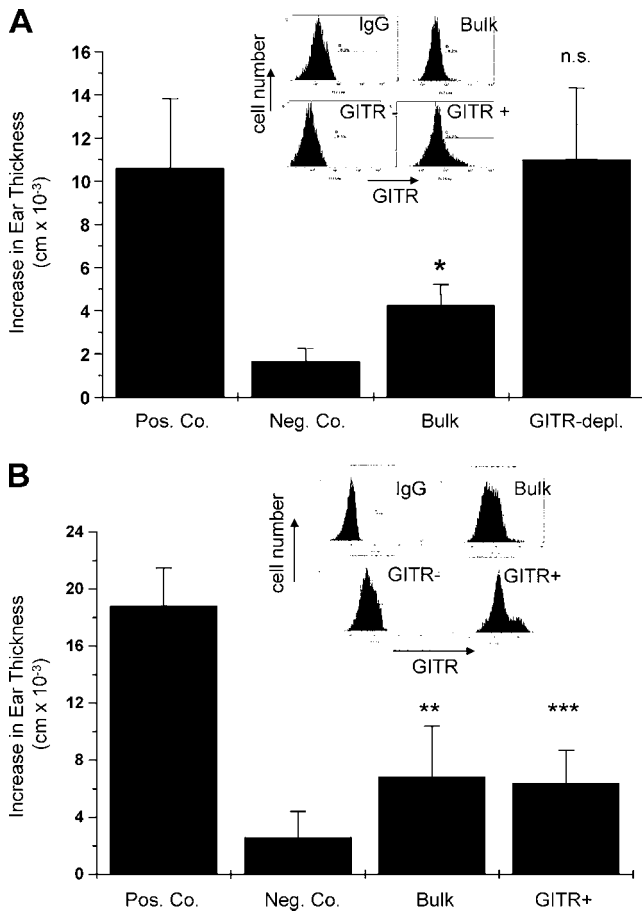 A
IgG
Bulk
GITR -
GITR +
cell number
GITR
n.s.
*
Increase in Ear Thickness
(cm x 10-3)
16
14
12
10
8
6
4
2
0
Pos. Co.
Neg. Co.
Bulk
GITR-depl.
B
IgG
Bulk
GITR-
GITR+
cell number
GITR
**
***
Increase in Ear Thickness
(cm x 10-3)
24
20
16
12
8
4
0
Pos. Co.
Neg. Co.
Bulk
GITR+